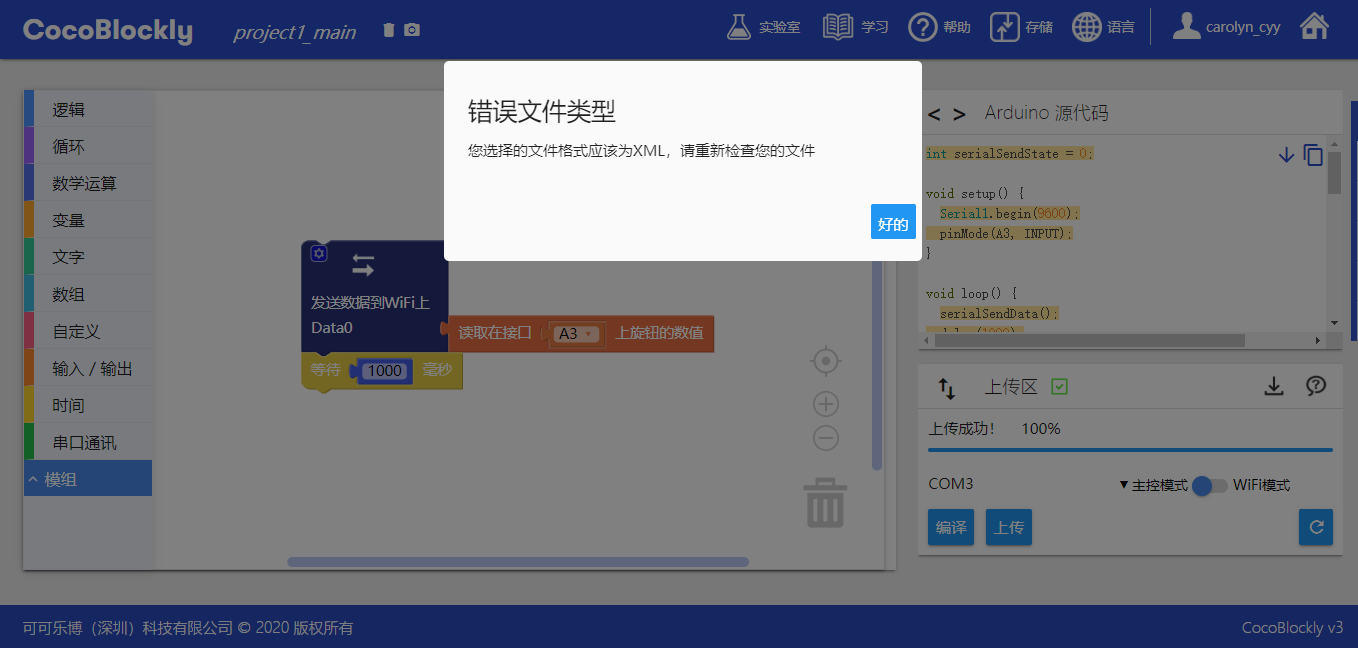 CocoBlockly
project1_main
实验室
学习
帮助
存储
语言
carolyn_cyy
错误文件类型
您选择的文件格式应该为XML，请重新检查您的文件
好的
逻辑
循环
数学运算
变量
文字
数组
自定义
输入 / 输出
时间
串口通讯
模组
发送数据到WiFi上
Data0
读取在接口 A3 上旋钮的数值
等待 1000 毫秒
< > Arduino 源代码
int serialSendState = 0;
void setup() {
Serial1.begin(9600);
pinMode(A3, INPUT);
}
void loop() {
serialSendData();
上传区
上传成功! 100%
COM3
主控模式
WiFi模式
编译
上传
可可乐博（深圳）科技有限公司 © 2020 版权所有
CocoBlockly v3